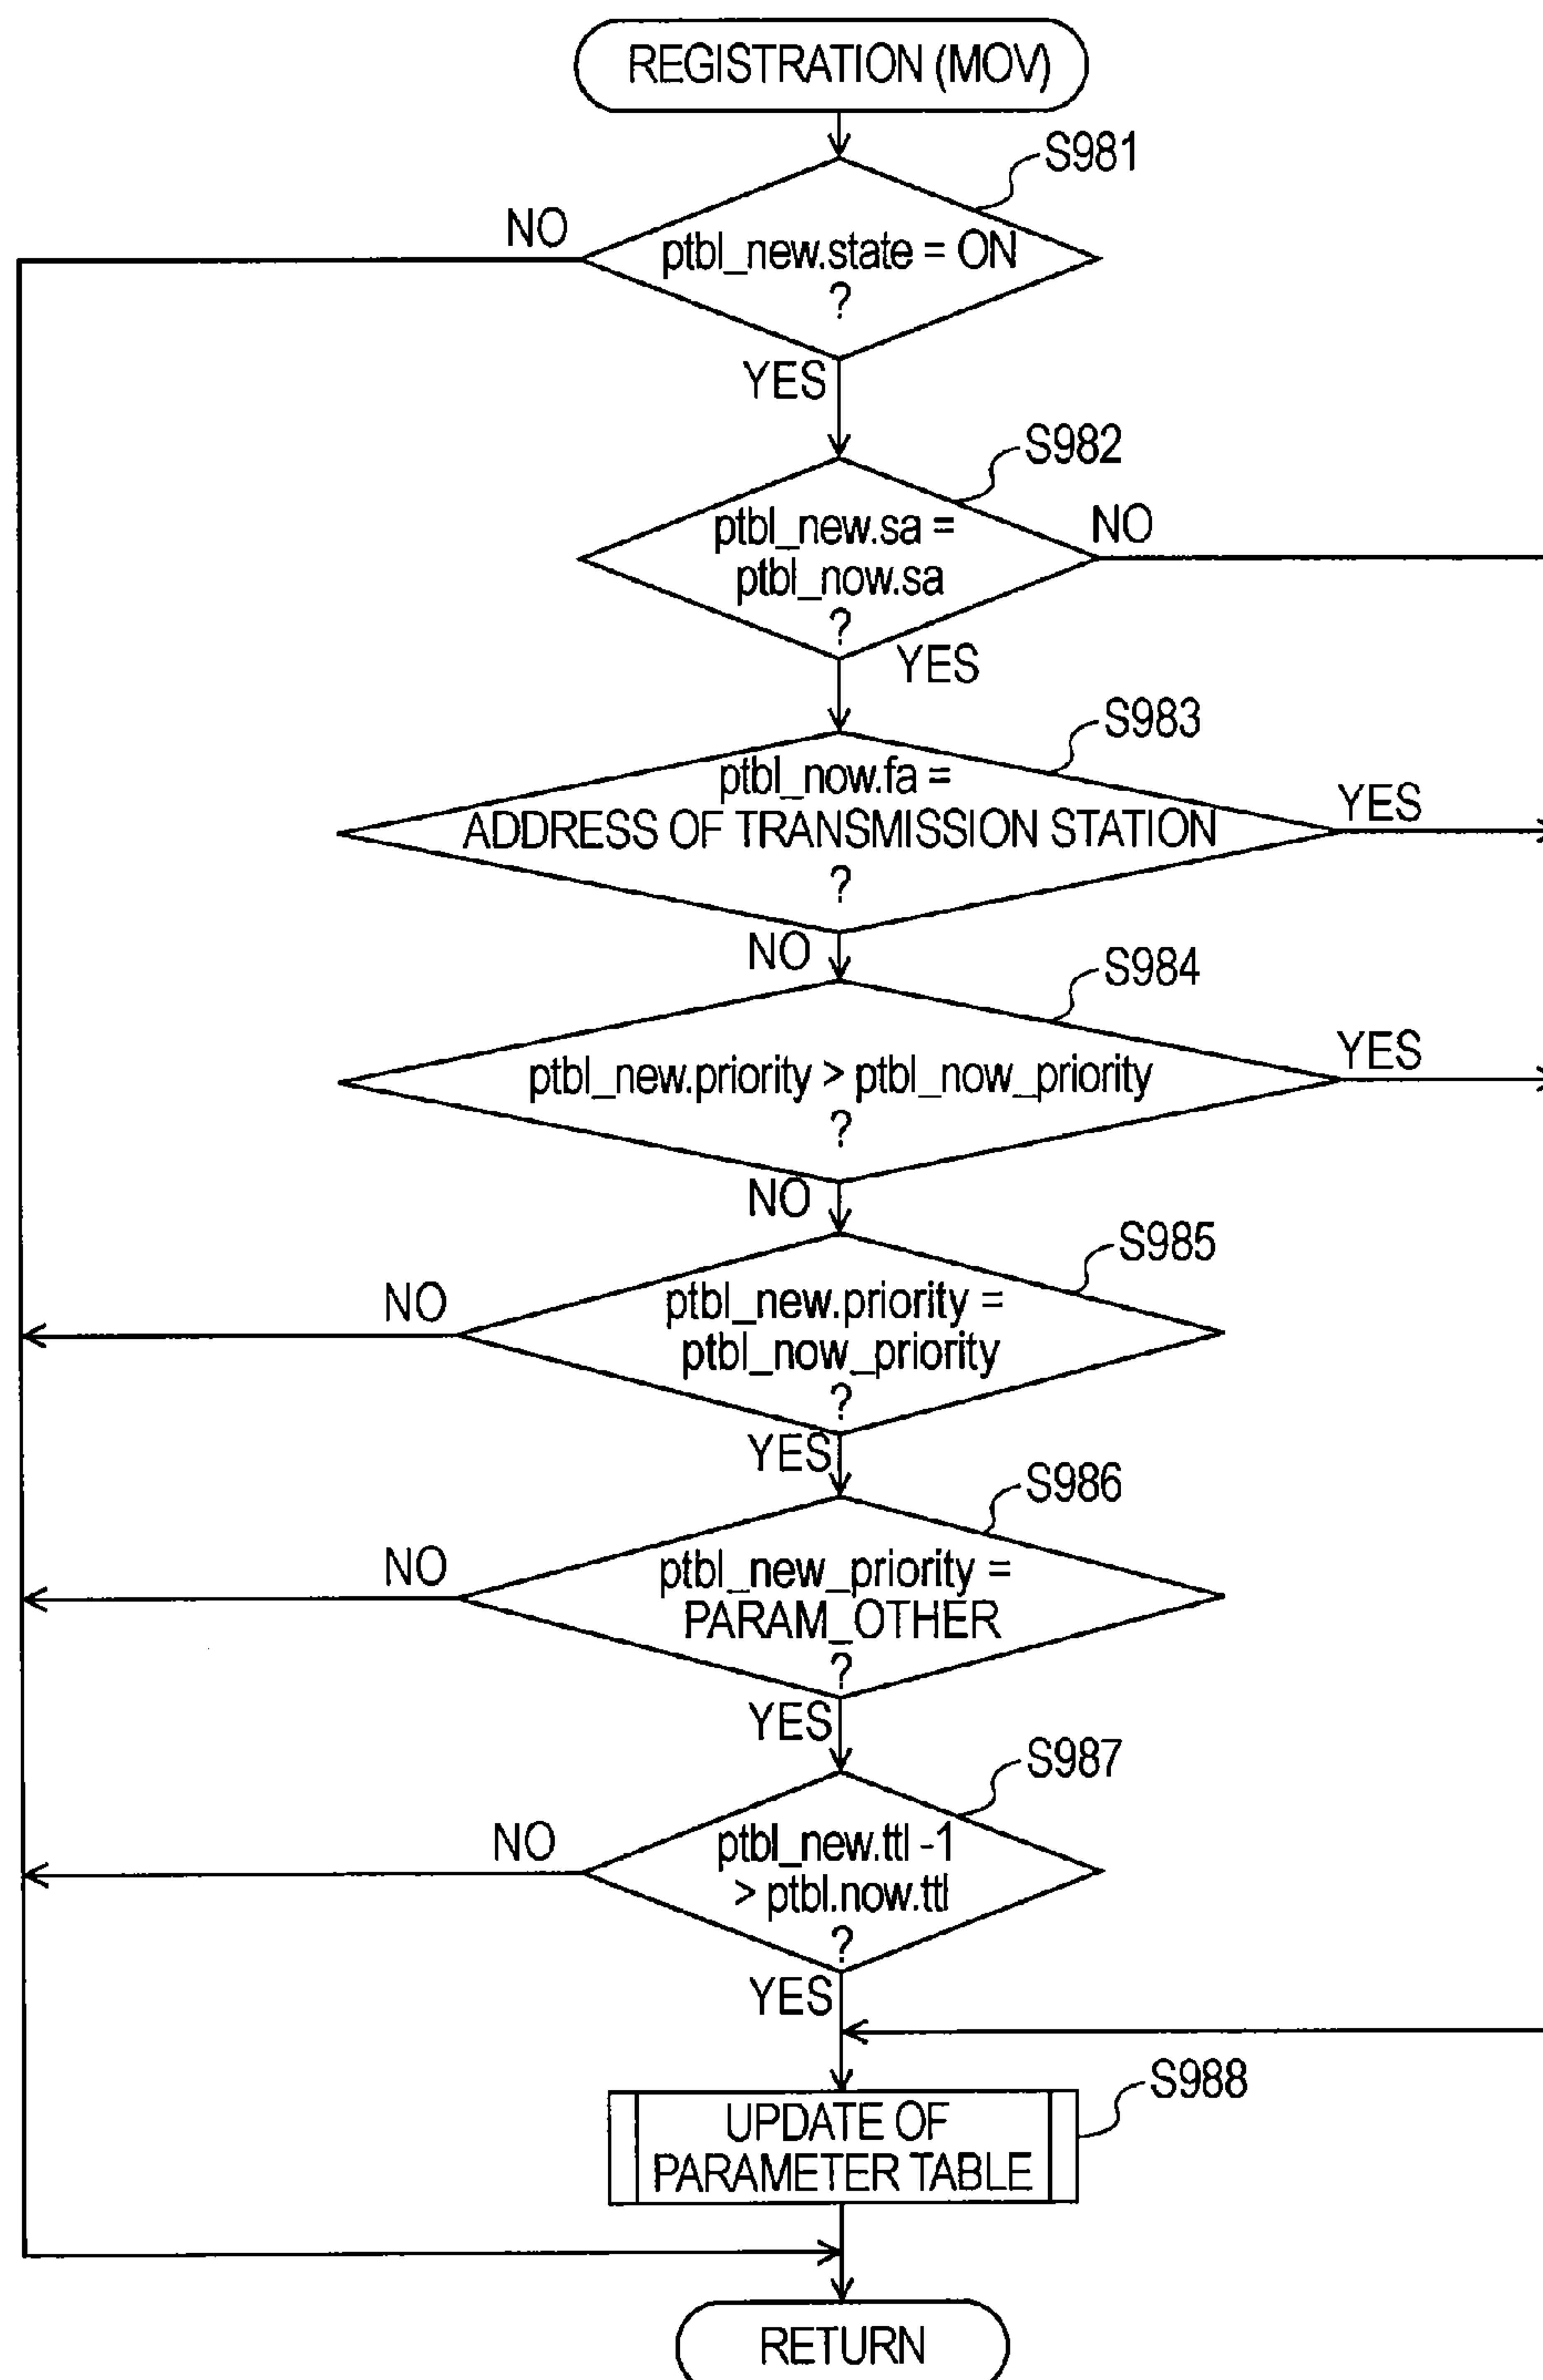 REGISTRATION (MOV)
S981
NO
ptbl_new.state = ON
?
YES
S982
ptbl_new.sa =
NO
ptbl_now.sa
?
YES
S983
ptbl_now.fa =
YES
ADDRESS OF TRANSMISSION STATION
?
NO
S984
YES
ptbl_new.priority > ptbl_now_priority
?
NO
S985
NO
ptbl_new.priority =
ptbl_now_priority
?
YES
S986
NO
ptbl_new_priority =
PARAM_OTHER
?
YES
S987
NO
ptbl_new.ttl -1
> ptbl.now.ttl
?
YES
S988
UPDATE OF
PARAMETER TABLE
RETURN